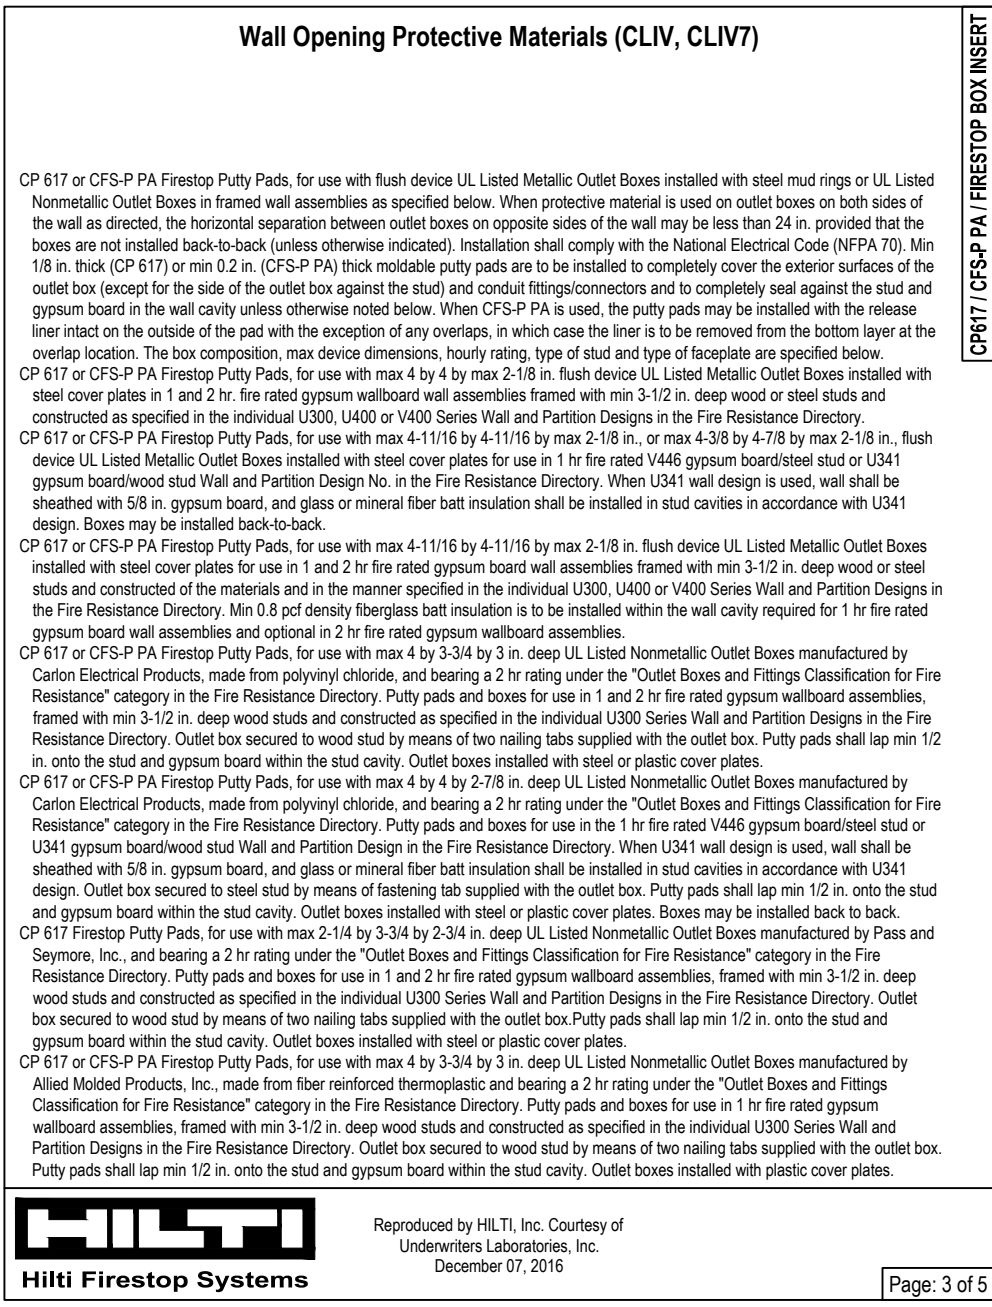 Wall Opening Protective Materials (CLIV, CLIV7)
CP617 / CFS-P PA / FIRESTOP BOX INSERT
CP 617 or CFS-P PA Firestop Putty Pads, for use with flush device UL Listed Metallic Outlet Boxes installed with steel mud rings or UL Listed
Nonmetallic Outlet Boxes in framed wall assemblies as specified below. When protective material is used on outlet boxes on both sides of
the wall as directed, the horizontal separation between outlet boxes on opposite sides of the wall may be less than 24 in. provided that the
boxes are not installed back-to-back (unless otherwise indicated). Installation shall comply with the National Electrical Code (NFPA 70). Min
1/8 in. thick (CP 617) or min 0.2 in. (CFS-P PA) thick moldable putty pads are to be installed to completely cover the exterior surfaces of the
outlet box (except for the side of the outlet box against the stud) and conduit fittings/connectors and to completely seal against the stud and
gypsum board in the wall cavity unless otherwise noted below. When CFS-P PA is used, the putty pads may be installed with the release
liner intact on the outside of the pad with the exception of any overlaps, in which case the liner is to be removed from the bottom layer at the
overlap location. The box composition, max device dimensions, hourly rating, type of stud and type of faceplate are specified below.
CP 617 or CFS-P PA Firestop Putty Pads, for use with max 4 by 4 by max 2-1/8 in. flush device UL Listed Metallic Outlet Boxes installed with
steel cover plates in 1 and 2 hr. fire rated gypsum wallboard wall assemblies framed with min 3-1/2 in. deep wood or steel studs and
constructed as specified in the individual U300, U400 or V400 Series Wall and Partition Designs in the Fire Resistance Directory.
CP 617 or CFS-P PA Firestop Putty Pads, for use with max 4-11/16 by 4-11/16 by max 2-1/8 in., or max 4-3/8 by 4-7/8 by max 2-1/8 in., flush
device UL Listed Metallic Outlet Boxes installed with steel cover plates for use in 1 hr fire rated V446 gypsum board/steel stud or U341
gypsum board/wood stud Wall and Partition Design No. in the Fire Resistance Directory. When U341 wall design is used, wall shall be
sheathed with 5/8 in. gypsum board, and glass or mineral fiber batt insulation shall be installed in stud cavities in accordance with U341
design. Boxes may be installed back-to-back.
CP 617 or CFS-P PA Firestop Putty Pads, for use with max 4-11/16 by 4-11/16 by max 2-1/8 in. flush device UL Listed Metallic Outlet Boxes
installed with steel cover plates for use in 1 and 2 hr fire rated gypsum board wall assemblies framed with min 3-1/2 in. deep wood or steel
studs and constructed of the materials and in the manner specified in the individual U300, U400 or V400 Series Wall and Partition Designs in
the Fire Resistance Directory. Min 0.8 pcf density fiberglass batt insulation is to be installed within the wall cavity required for 1 hr fire rated
gypsum board wall assemblies and optional in 2 hr fire rated gypsum wallboard assemblies.
CP 617 or CFS-P PA Firestop Putty Pads, for use with max 4 by 3-3/4 by 3 in. deep UL Listed Nonmetallic Outlet Boxes manufactured by
Carlon Electrical Products, made from polyvinyl chloride, and bearing a 2 hr rating under the "Outlet Boxes and Fittings Classification for Fire
Resistance" category in the Fire Resistance Directory. Putty pads and boxes for use in 1 and 2 hr fire rated gypsum wallboard assemblies,
framed with min 3-1/2 in. deep wood studs and constructed as specified in the individual U300 Series Wall and Partition Designs in the Fire
Resistance Directory. Outlet box secured to wood stud by means of two nailing tabs supplied with the outlet box. Putty pads shall lap min 1/2
in. onto the stud and gypsum board within the stud cavity. Outlet boxes installed with steel or plastic cover plates.
CP 617 or CFS-P PA Firestop Putty Pads, for use with max 4 by 4 by 2-7/8 in. deep UL Listed Nonmetallic Outlet Boxes manufactured by
Carlon Electrical Products, made from polyvinyl chloride, and bearing a 2 hr rating under the "Outlet Boxes and Fittings Classification for Fire
Resistance" category in the Fire Resistance Directory. Putty pads and boxes for use in the 1 hr fire rated V446 gypsum board/steel stud or
U341 gypsum board/wood stud Wall and Partition Design in the Fire Resistance Directory. When U341 wall design is used, wall shall be
sheathed with 5/8 in. gypsum board, and glass or mineral fiber batt insulation shall be installed in stud cavities in accordance with U341
design. Outlet box secured to steel stud by means of fastening tab supplied with the outlet box. Putty pads shall lap min 1/2 in. onto the stud
and gypsum board within the stud cavity. Outlet boxes installed with steel or plastic cover plates. Boxes may be installed back to back.
CP 617 Firestop Putty Pads, for use with max 2-1/4 by 3-3/4 by 2-3/4 in. deep UL Listed Nonmetallic Outlet Boxes manufactured by Pass and
Seymore, Inc., and bearing a 2 hr rating under the "Outlet Boxes and Fittings Classification for Fire Resistance" category in the Fire
Resistance Directory. Putty pads and boxes for use in 1 and 2 hr fire rated gypsum wallboard assemblies, framed with min 3-1/2 in. deep
wood studs and constructed as specified in the individual U300 Series Wall and Partition Designs in the Fire Resistance Directory. Outlet
box secured to wood stud by means of two nailing tabs supplied with the outlet box.Putty pads shall lap min 1/2 in. onto the stud and
gypsum board within the stud cavity. Outlet boxes installed with steel or plastic cover plates.
CP 617 or CFS-P PA Firestop Putty Pads, for use with max 4 by 3-3/4 by 3 in. deep UL Listed Nonmetallic Outlet Boxes manufactured by
Allied Molded Products, Inc., made from fiber reinforced thermoplastic and bearing a 2 hr rating under the "Outlet Boxes and Fittings
Classification for Fire Resistance" category in the Fire Resistance Directory. Putty pads and boxes for use in 1 hr fire rated gypsum
wallboard assemblies, framed with min 3-1/2 in. deep wood studs and constructed as specified in the individual U300 Series Wall and
Partition Designs in the Fire Resistance Directory. Outlet box secured to wood stud by means of two nailing tabs supplied with the outlet box.
Putty pads shall lap min 1/2 in. onto the stud and gypsum board within the stud cavity. Outlet boxes installed with plastic cover plates.
HILTI
Hilti Firestop Systems
Reproduced by HILTI, Inc. Courtesy of
Underwriters Laboratories, Inc.
December 07, 2016
Page: 3 of 5